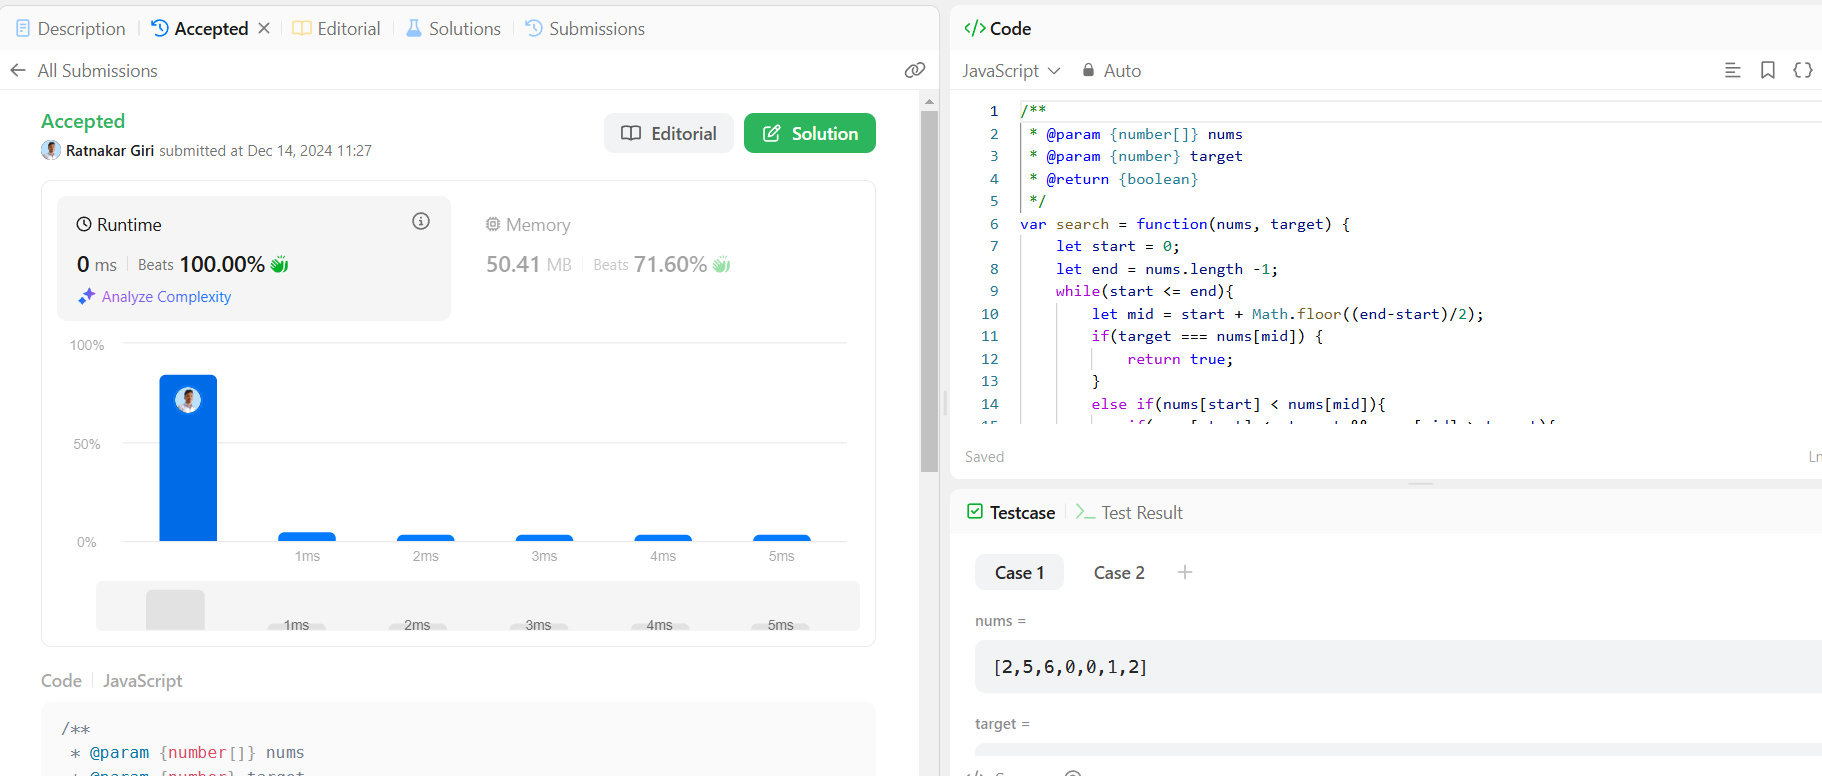 Description
Accepted
Editorial
Solutions
Submissions
All Submissions
Accepted
Ratnakar Giri submitted at Dec 14, 2024 11:27
Editorial
Solution
Runtime
0 ms Beats 100.00%
Analyze Complexity
Memory
50.41 MB Beats 71.60%
100%
50%
0%
1ms 2ms 3ms 4ms 5ms
1ms 2ms 3ms 4ms 5ms
Code JavaScript
/**
* @param {number[]} nums
* @param {number} target
</> Code
JavaScript
Auto
1 /**
2 * @param {number[]} nums
3 * @param {number} target
4 * @return {boolean}
5 */
6 var search = function(nums, target) {
7 let start = 0;
8 let end = nums.length -1;
9 while(start <= end){
10 let mid = start + Math.floor((end-start)/2);
11 if(target === nums[mid]) {
12 return true;
13 }
14 else if(nums[start] < nums[mid]){
Saved
Ln
Testcase
Test Result
Case 1
Case 2
nums =
[2,5,6,0,0,1,2]
target =